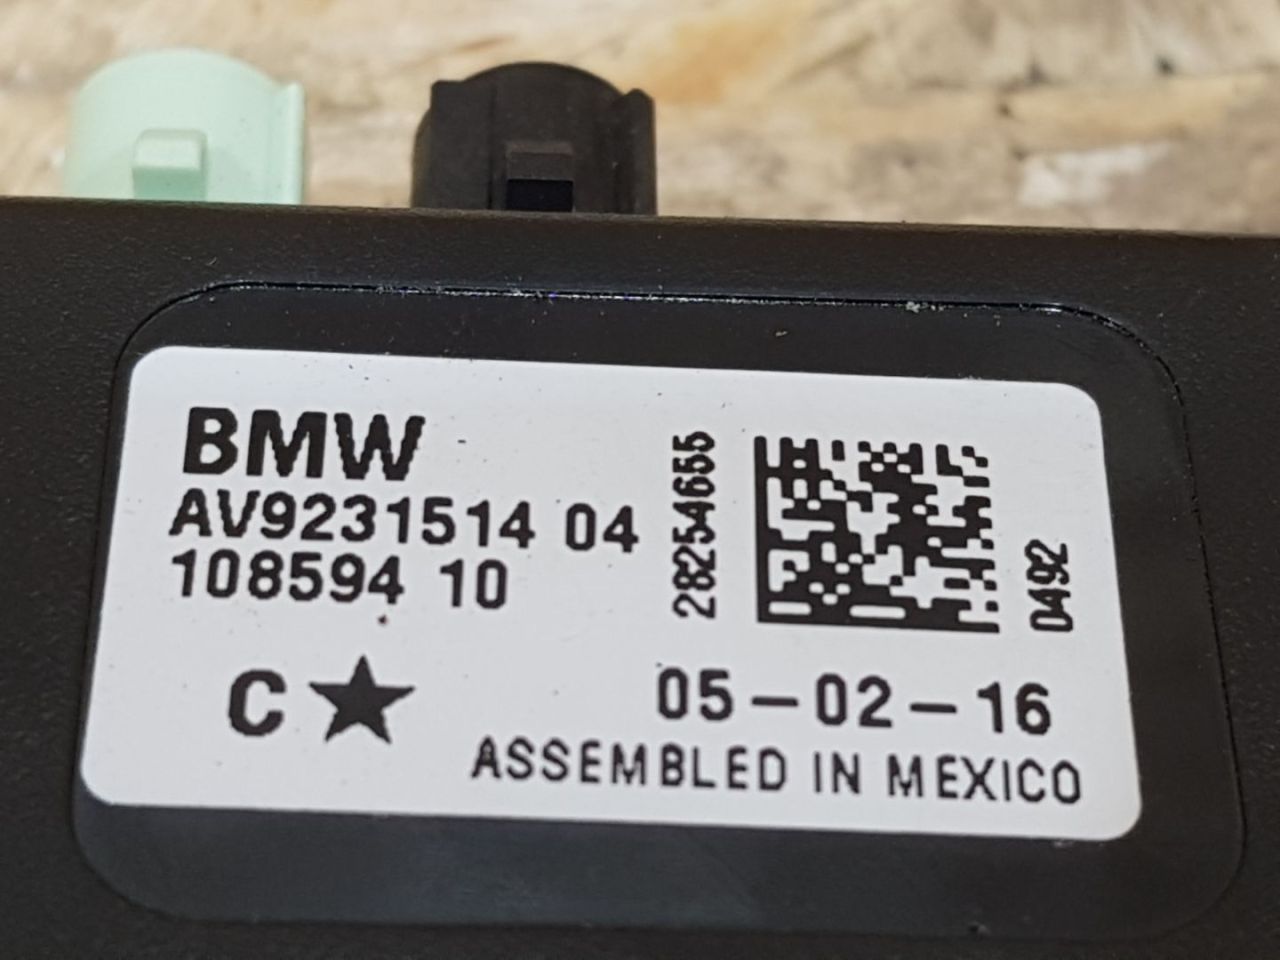 BMW
AV9231514 04
108594 10
28254655
0492
C★
05-02-16
ASSEMBLED IN MEXICO